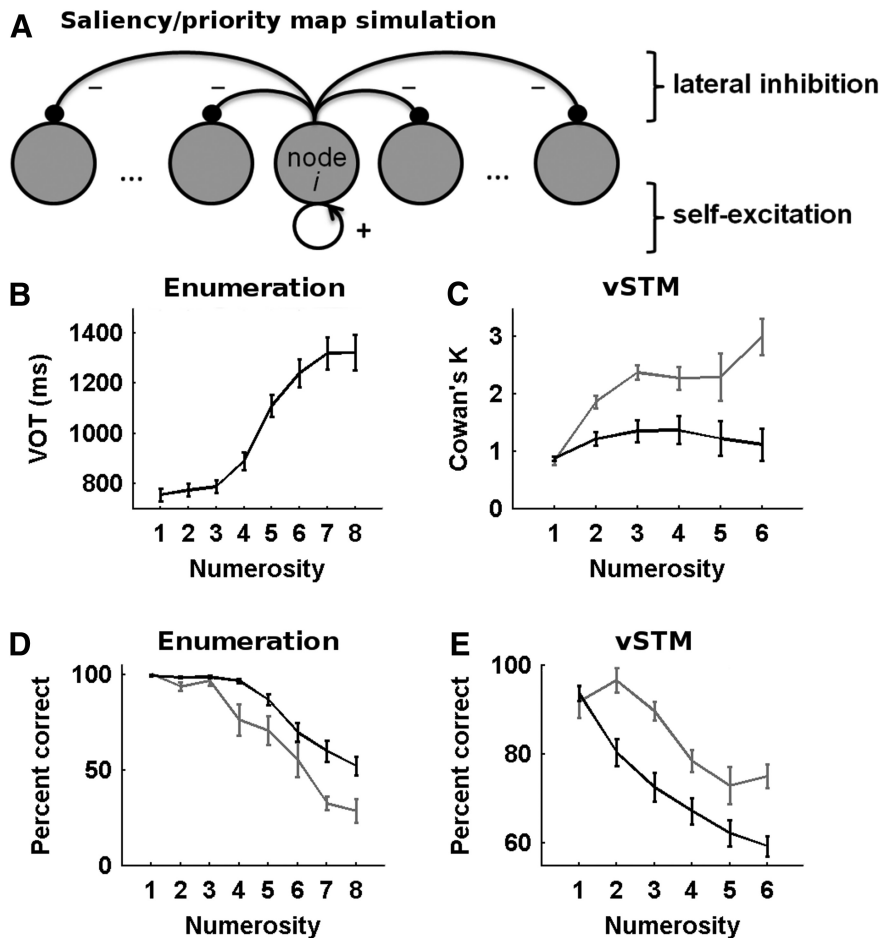 A Saliency/priority map simulation
− − − −
lateral inhibition
node
i
... ...
self-excitation
+
B Enumeration
VOT (ms)
1400
1200
1000
800
1 2 3 4 5 6 7 8
Numerosity
C vSTM
Cowan's K
3
2
1
0
1 2 3 4 5 6
Numerosity
D Enumeration
Percent correct
100
50
0
1 2 3 4 5 6 7 8
Numerosity
E vSTM
Percent correct
100
80
60
1 2 3 4 5 6
Numerosity